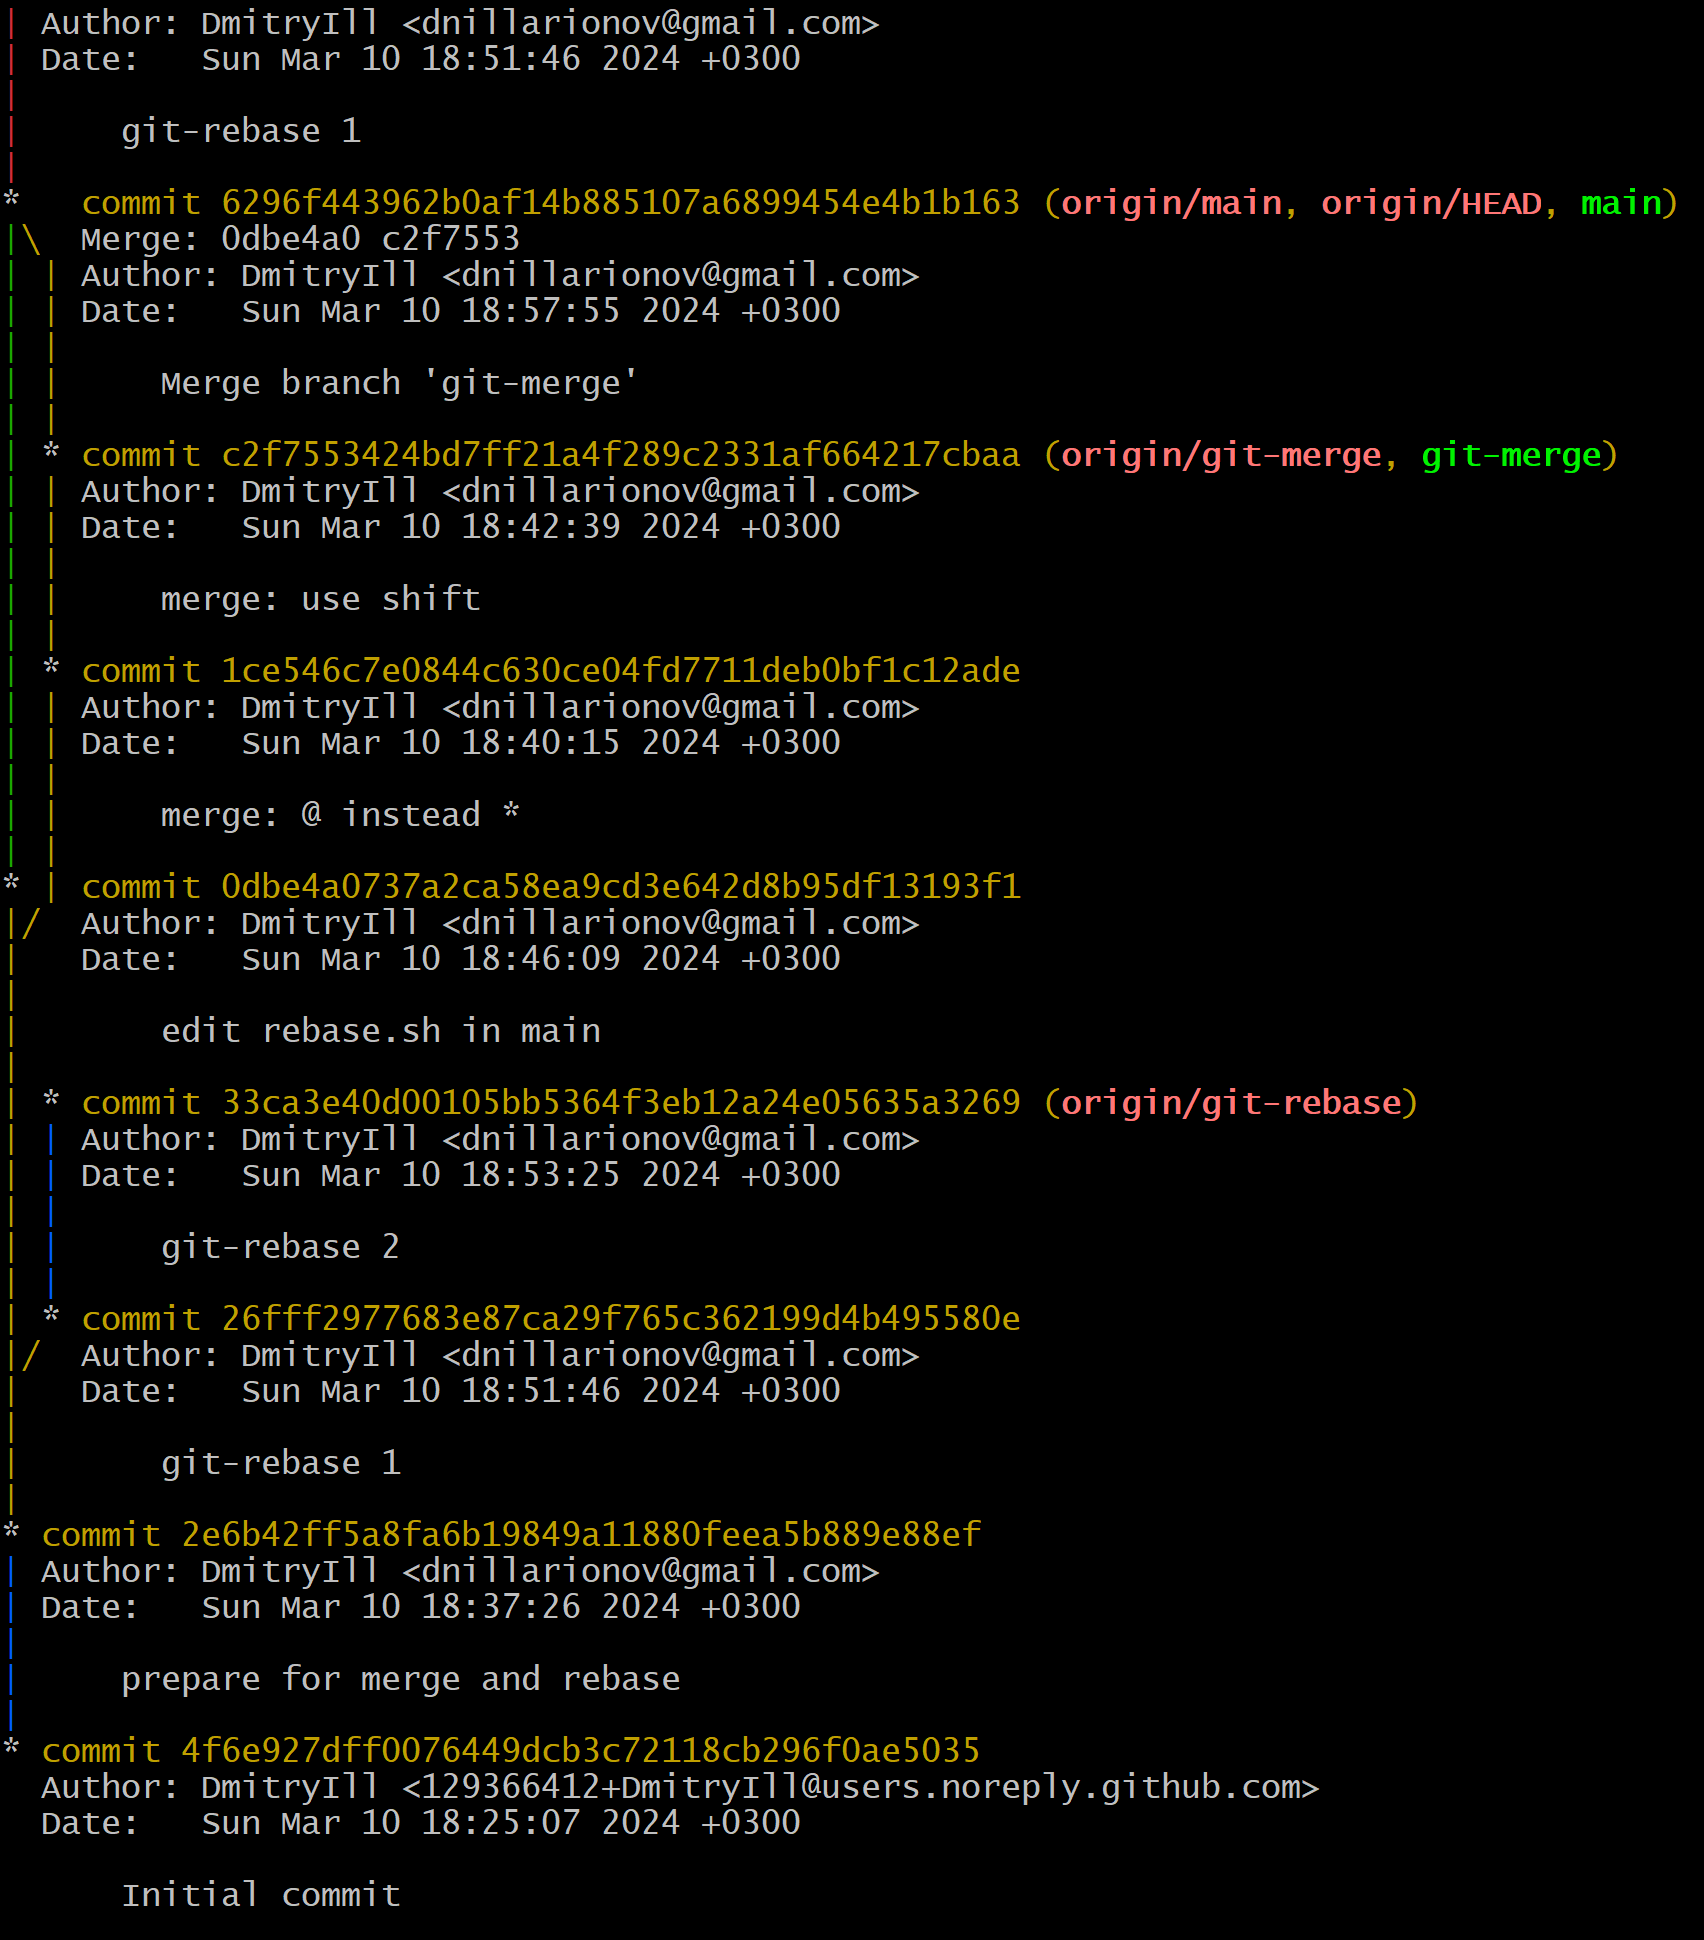 | Author: DmitryIll <dnillarionov@gmail.com>
| Date:   Sun Mar 10 18:51:46 2024 +0300
|
|     git-rebase 1
|
*   commit 6296f443962b0af14b885107a6899454e4b1b163 (origin/main, origin/HEAD, main)
|\  Merge: 0dbe4a0 c2f7553
| | Author: DmitryIll <dnillarionov@gmail.com>
| | Date:   Sun Mar 10 18:57:55 2024 +0300
| |
| |     Merge branch 'git-merge'
| |
| * commit c2f7553424bd7ff21a4f289c2331af664217cbaa (origin/git-merge, git-merge)
| | Author: DmitryIll <dnillarionov@gmail.com>
| | Date:   Sun Mar 10 18:42:39 2024 +0300
| |
| |     merge: use shift
| |
| * commit 1ce546c7e0844c630ce04fd7711deb0bf1c12ade
| | Author: DmitryIll <dnillarionov@gmail.com>
| | Date:   Sun Mar 10 18:40:15 2024 +0300
| |
| |     merge: @ instead *
| |
* | commit 0dbe4a0737a2ca58ea9cd3e642d8b95df13193f1
|/  Author: DmitryIll <dnillarionov@gmail.com>
|   Date:   Sun Mar 10 18:46:09 2024 +0300
|
|       edit rebase.sh in main
|
| * commit 33ca3e40d00105bb5364f3eb12a24e05635a3269 (origin/git-rebase)
| | Author: DmitryIll <dnillarionov@gmail.com>
| | Date:   Sun Mar 10 18:53:25 2024 +0300
| |
| |     git-rebase 2
| |
| * commit 26fff2977683e87ca29f765c362199d4b495580e
|/  Author: DmitryIll <dnillarionov@gmail.com>
|   Date:   Sun Mar 10 18:51:46 2024 +0300
|
|       git-rebase 1
|
* commit 2e6b42ff5a8fa6b19849a11880feea5b889e88ef
| Author: DmitryIll <dnillarionov@gmail.com>
| Date:   Sun Mar 10 18:37:26 2024 +0300
|
|     prepare for merge and rebase
|
* commit 4f6e927dff0076449dcb3c72118cb296f0ae5035
  Author: DmitryIll <129366412+DmitryIll@users.noreply.github.com>
  Date:   Sun Mar 10 18:25:07 2024 +0300

      Initial commit